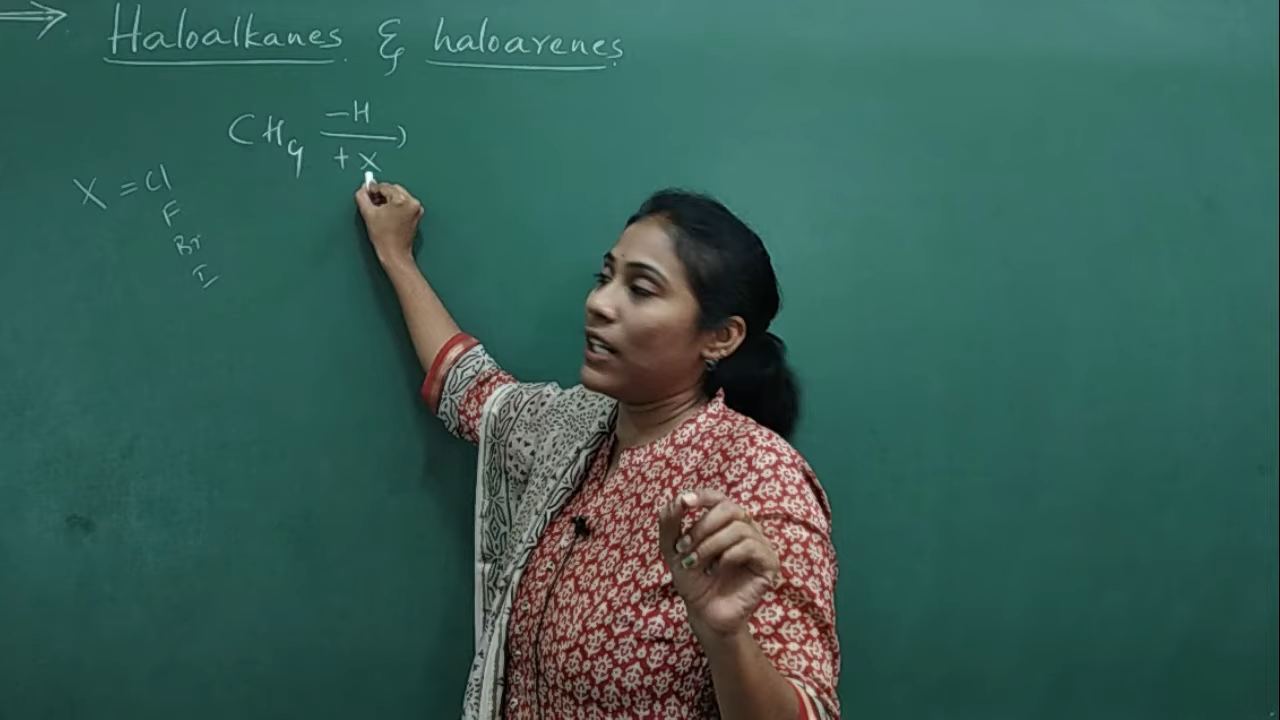 ⇒ Haloalkanes & haloarenes
CH4 −H / +X →
X = Cl
F
Br
I